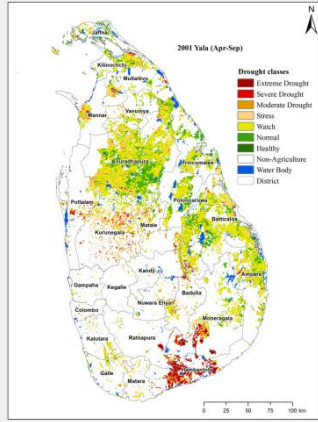 N
2001 Yala (Apr-Sep)
Jaffna
Kilinochchi
Mullaitivu
Mannar
Vavuniya
Anuradhapura
Trincomalee
Puttalam
Polonnaruwa
Kurunegala
Matale
Batticaloa
Kandy
Ampara
Gampaha
Kegalle
Nuwara Eliya
Badulla
Colombo
Moneragala
Kalutara
Ratnapura
Hambantota
Galle
Matara
Drought classes
Extreme Drought
Severe Drought
Moderate Drought
Stress
Watch
Normal
Healthy
Non-Agriculture
Water Body
District
0 25 50 100 km